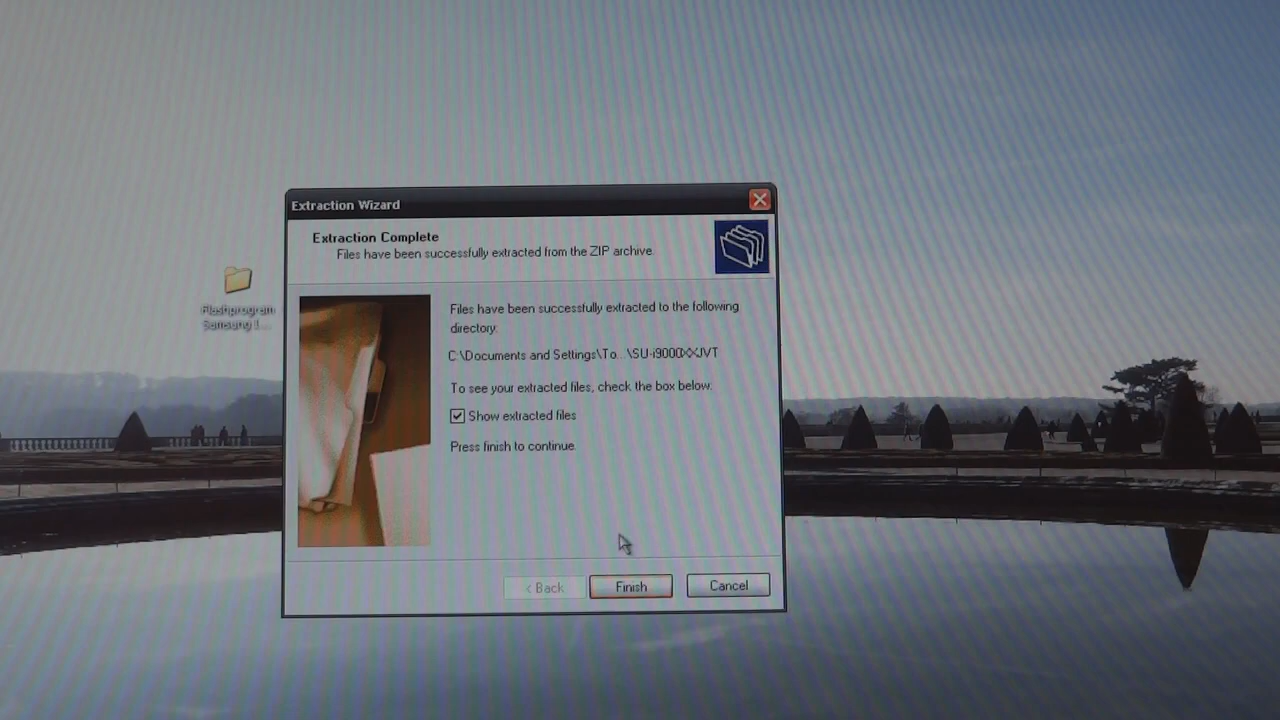 Extraction Wizard
Extraction Complete
Files have been successfully extracted from the ZIP archive.
Flashprogram
Samsung I...
Files have been successfully extracted to the following
directory:
C:\Documents and Settings\To...\SU-i9000XXJVT
To see your extracted files, check the box below:
Show extracted files
Press finish to continue.
< Back
Finish
Cancel